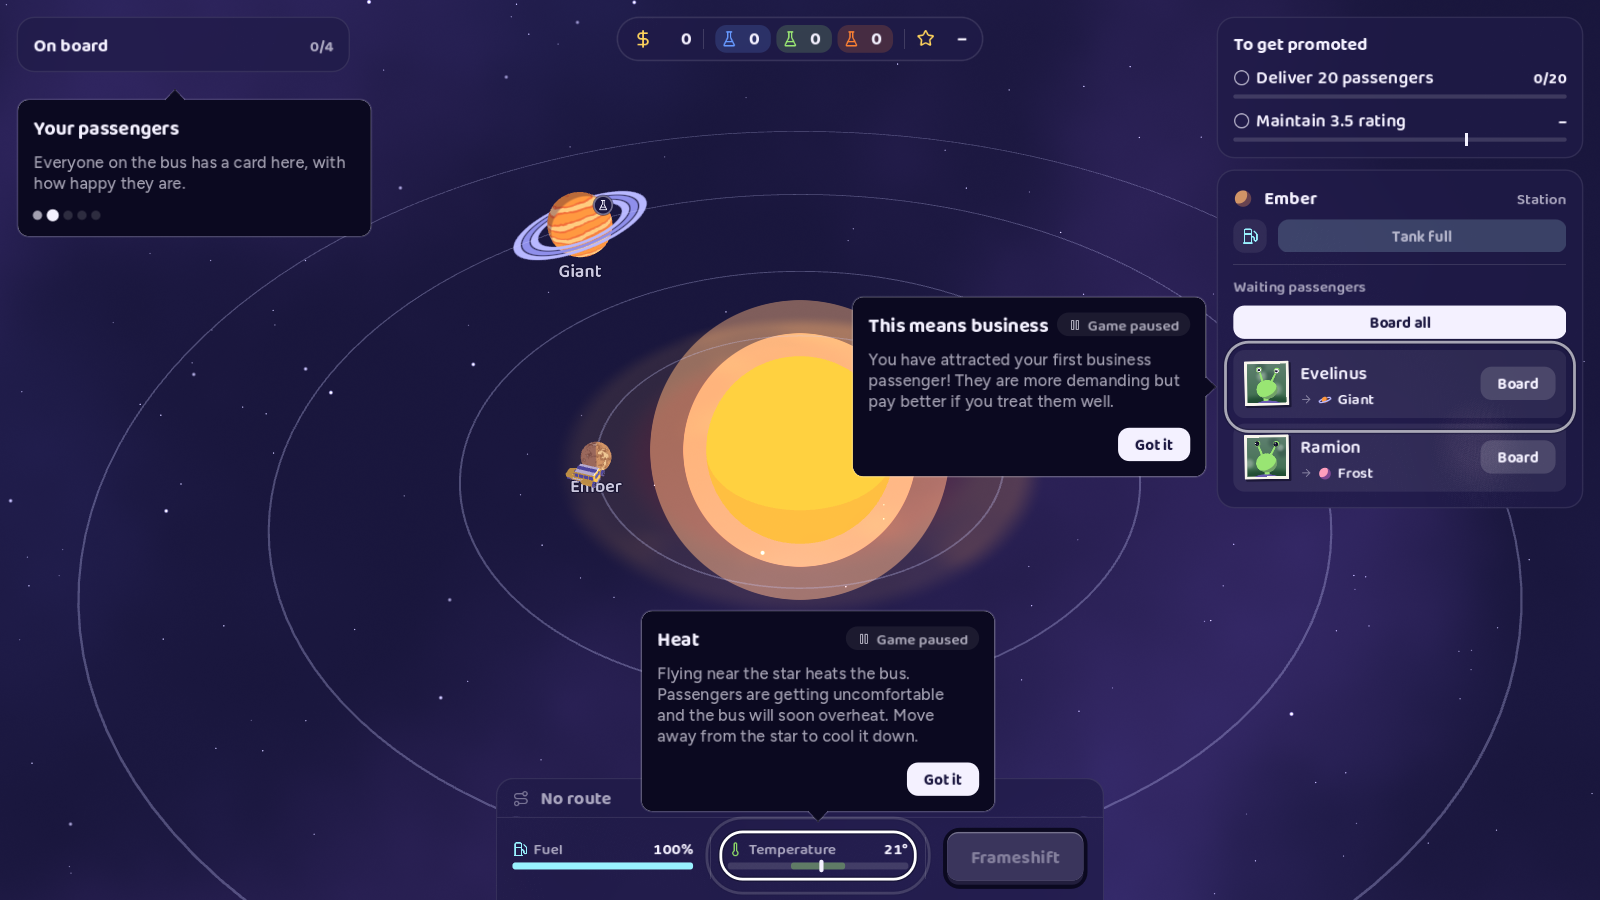 On board
0/4
Your passengers
Everyone on the bus has a card here, with
how happy they are.
0
0
0
0
–
To get promoted
Deliver 20 passengers
0/20
Maintain 3.5 rating
–
Ember
Station
Tank full
Waiting passengers
Board all
Evelinus
→ Giant
Board
Ramion
→ Frost
Board
Giant
Ember
This means business
Game paused
You have attracted your first business
passenger! They are more demanding but
pay better if you treat them well.
Got it
Heat
Game paused
Flying near the star heats the bus.
Passengers are getting uncomfortable
and the bus will soon overheat. Move
away from the star to cool it down.
Got it
No route
Fuel
100%
Temperature
21°
Frameshift